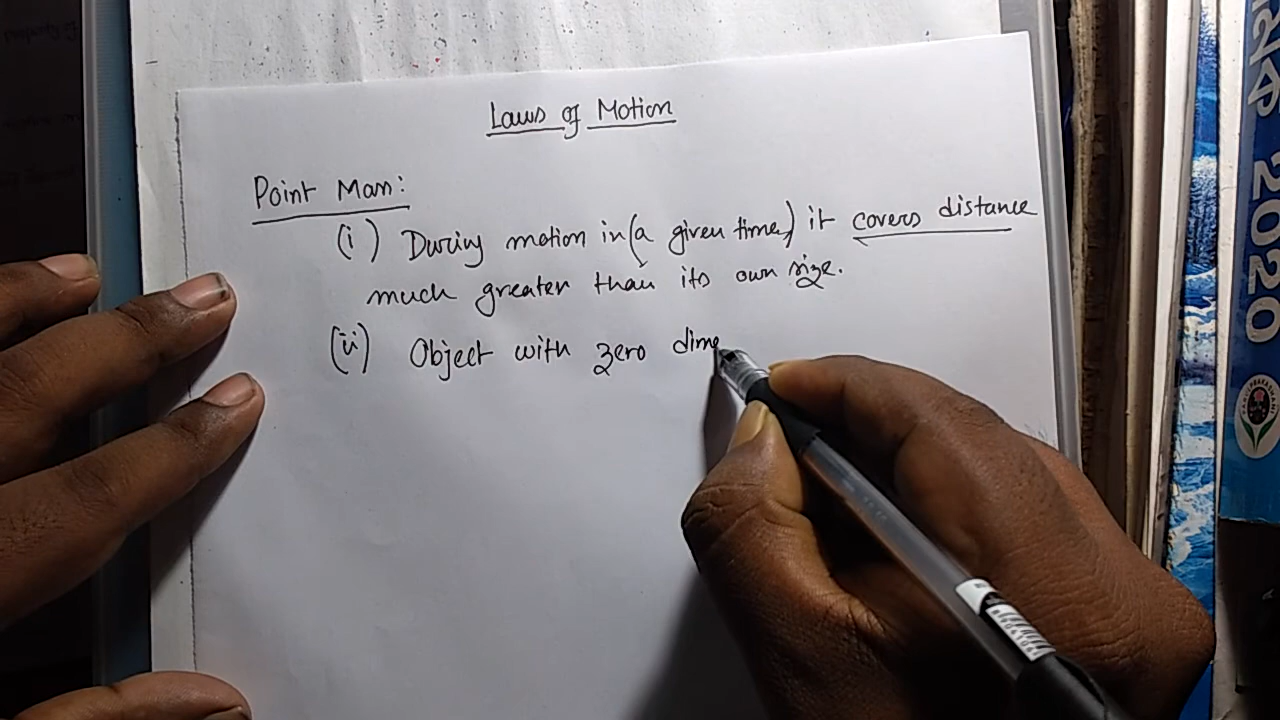 Laws of Motion
Point Mass:
(i) During motion in (a given time) it covers distance
much greater than its own size.
(ii) Object with zero dime
2020